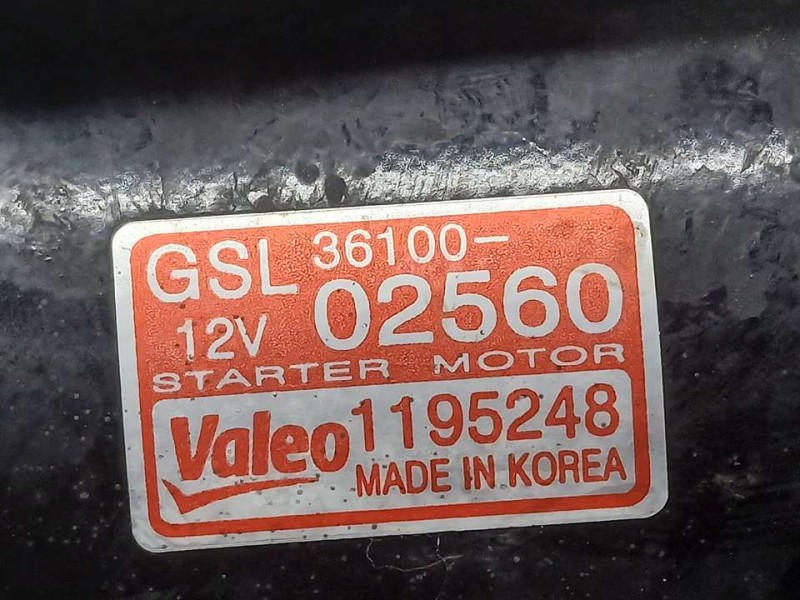 GSL 36100-
12V 02560
STARTER MOTOR
Valeo 1195248
MADE IN KOREA